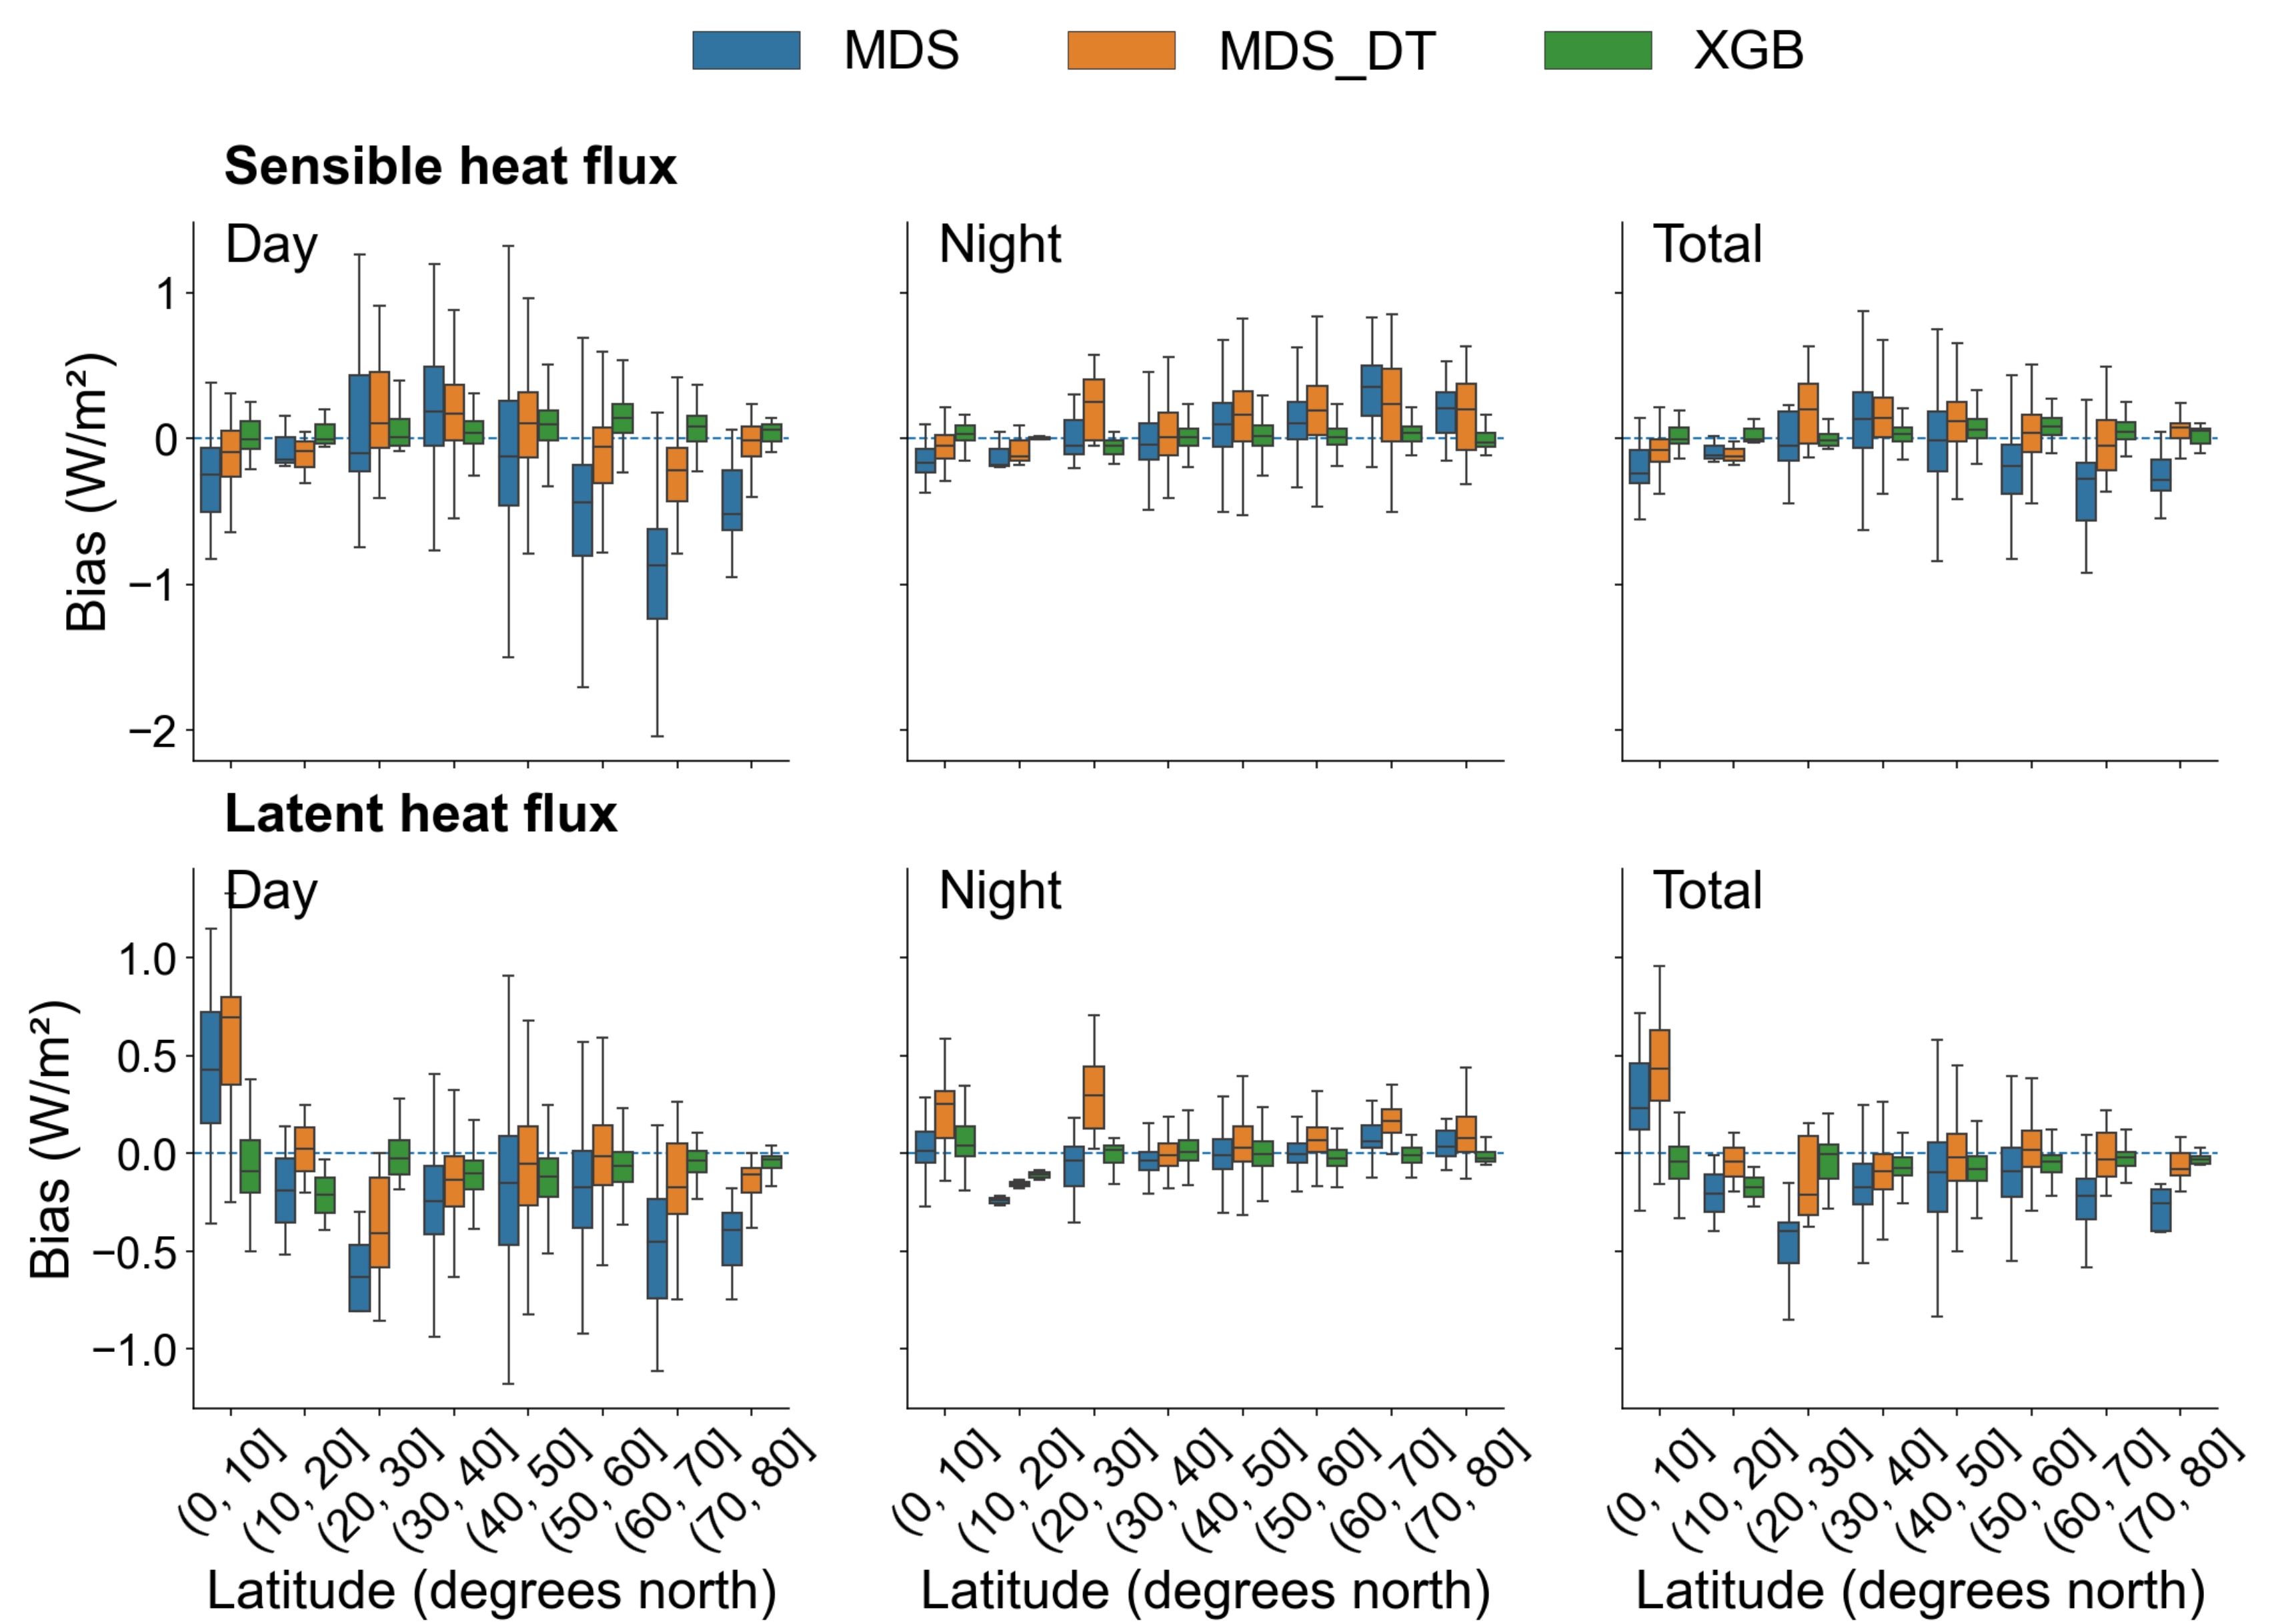 MDS MDS_DT XGB
Sensible heat flux
Day Night Total
Bias (W/m²)
1
0
−1
−2
Latent heat flux
Day Night Total
Bias (W/m²)
1.0
0.5
0.0
−0.5
−1.0
(0, 10] (10, 20] (20, 30] (30, 40] (40, 50] (50, 60] (60, 70] (70, 80]
(0, 10] (10, 20] (20, 30] (30, 40] (40, 50] (50, 60] (60, 70] (70, 80]
(0, 10] (10, 20] (20, 30] (30, 40] (40, 50] (50, 60] (60, 70] (70, 80]
Latitude (degrees north) Latitude (degrees north) Latitude (degrees north)